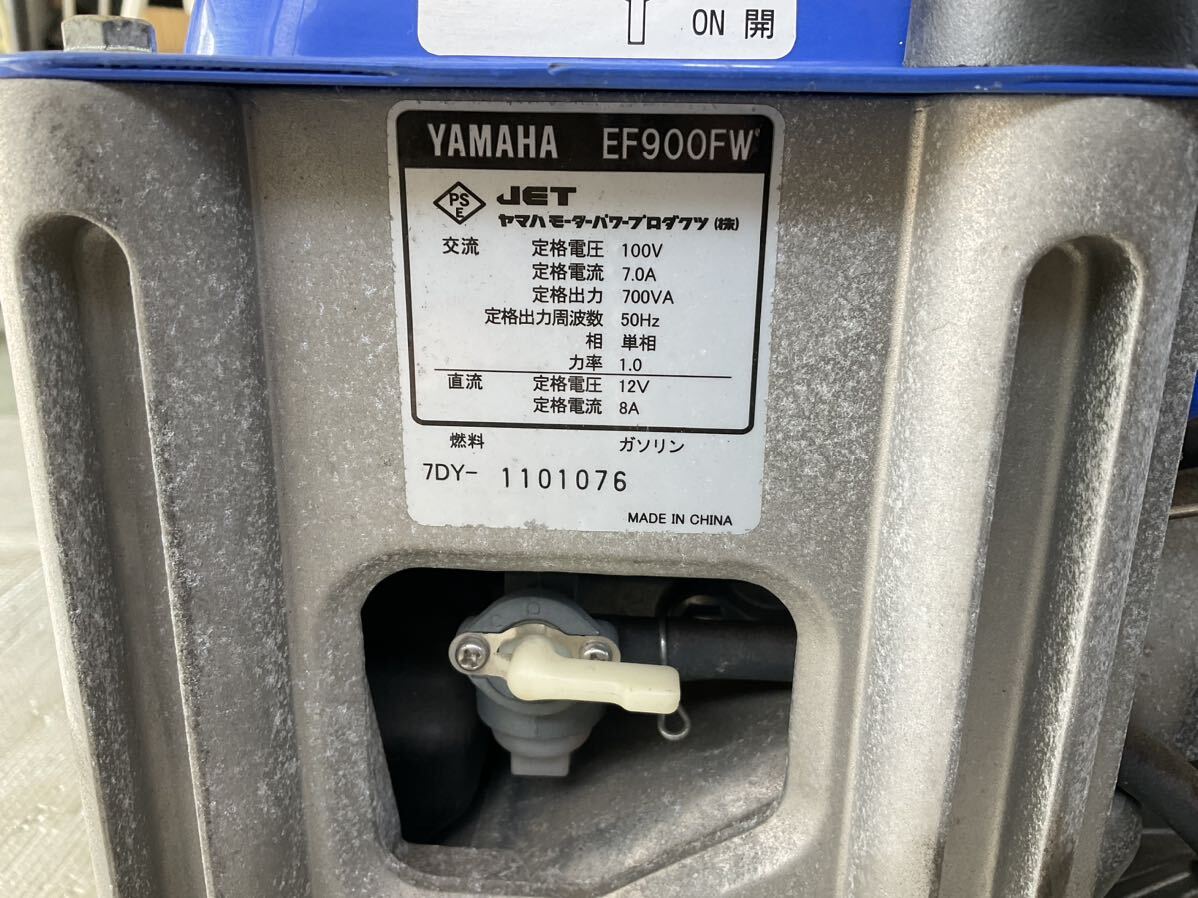 ON 開
YAMAHA EF900FW
PS E JET
ヤマハモーターパワープロダクツ(株)
交流 定格電圧 100V
定格電流 7.0A
定格出力 700VA
定格出力周波数 50Hz
相 単相
力率 1.0
直流 定格電圧 12V
定格電流 8A
燃料 ガソリン
7DY- 1101076
MADE IN CHINA